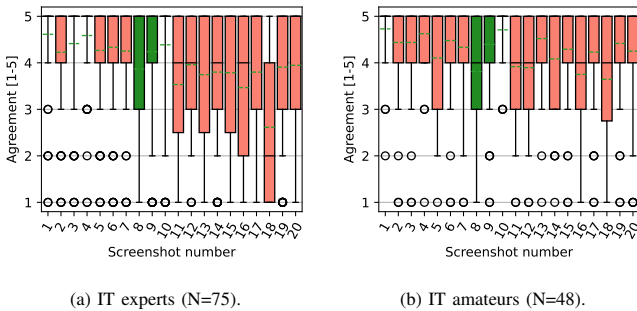 5
4
3
2
1
Agreement [1-5]
1 2 3 4 5 6 7 8 9 10 11 12 13 14 15 16 17 18 19 20
Screenshot number
(a) IT experts (N=75).
5
4
3
2
1
Agreement [1-5]
1 2 3 4 5 6 7 8 9 10 11 12 13 14 15 16 17 18 19 20
Screenshot number
(b) IT amateurs (N=48).